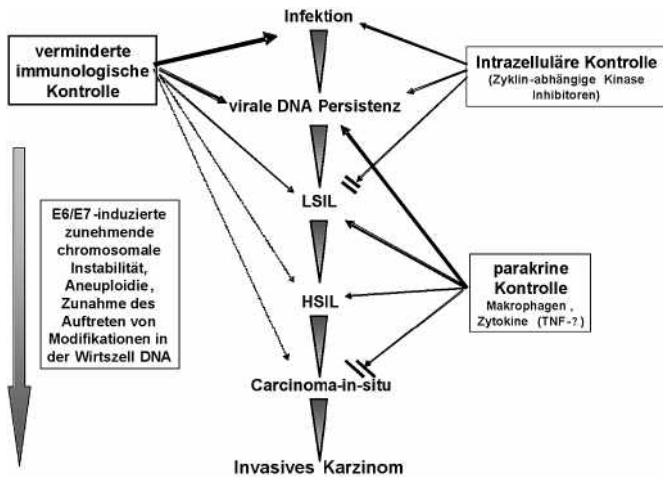 Infektion
verminderte
immunologische
Kontrolle
Intrazelluläre Kontrolle
(Zyklin-abhängige Kinase
Inhibitoren)
virale DNA Persistenz
LSIL
E6/E7-induzierte
zunehmende
chromosomale
Instabilität,
Aneuploidie,
Zunahme des
Auftreten von
Modifikationen in
der Wirtszell DNA
parakrine
Kontrolle
Makrophagen,
Zytokine (TNF-?)
HSIL
Carcinoma-in-situ
Invasives Karzinom